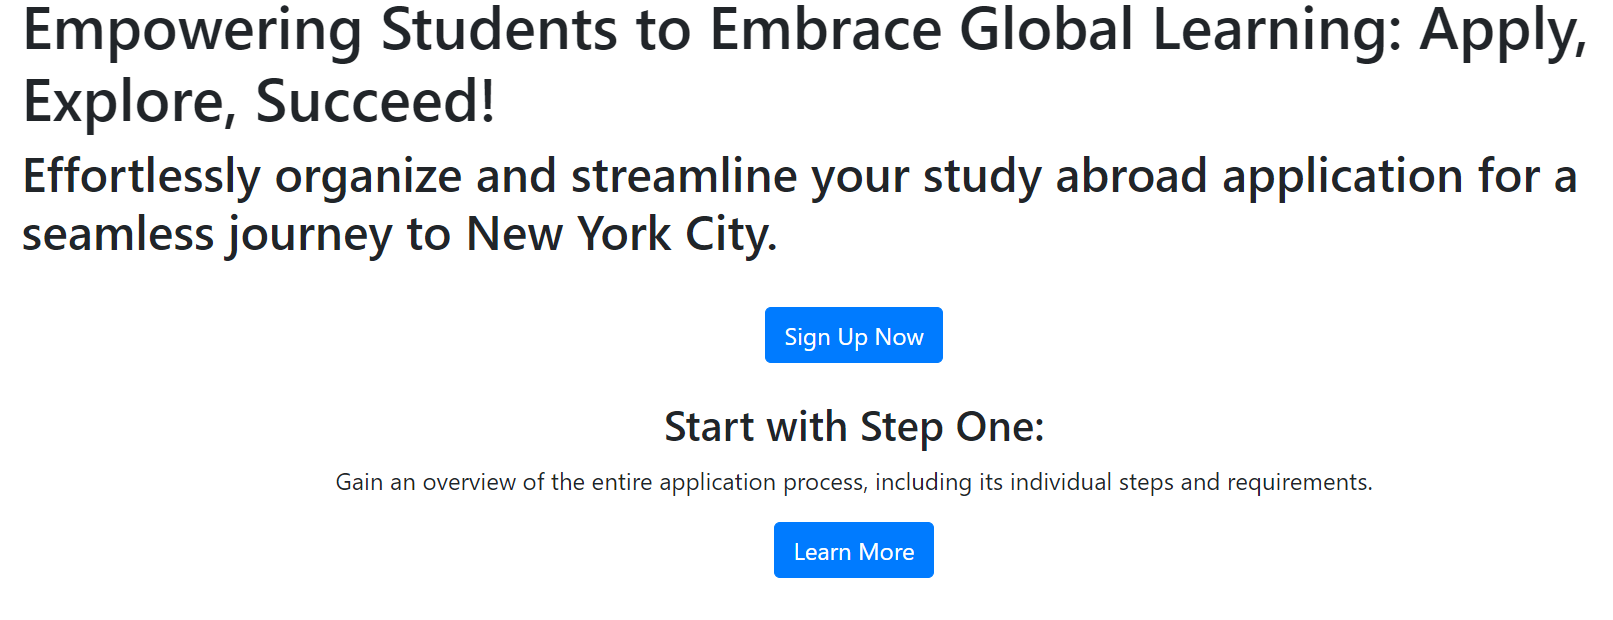 Empowering Students to Embrace Global Learning: Apply,
Explore, Succeed!
Effortlessly organize and streamline your study abroad application for a
seamless journey to New York City.
Sign Up Now
Start with Step One:
Gain an overview of the entire application process, including its individual steps and requirements.
Learn More